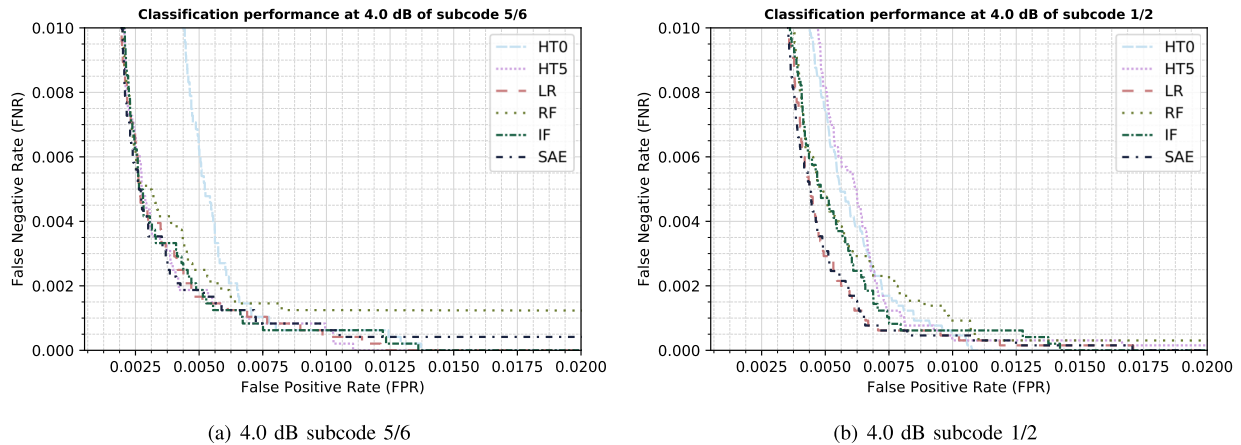 Classification performance at 4.0 dB of subcode 5/6
0.010
0.008
0.006
0.004
0.002
0.000
False Negative Rate (FNR)
HT0
HT5
LR
RF
IF
SAE
0.0025 0.0050 0.0075 0.0100 0.0125 0.0150 0.0175 0.0200
False Positive Rate (FPR)
(a) 4.0 dB subcode 5/6
Classification performance at 4.0 dB of subcode 1/2
0.010
0.008
0.006
0.004
0.002
0.000
False Negative Rate (FNR)
HT0
HT5
LR
RF
IF
SAE
0.0025 0.0050 0.0075 0.0100 0.0125 0.0150 0.0175 0.0200
False Positive Rate (FPR)
(b) 4.0 dB subcode 1/2